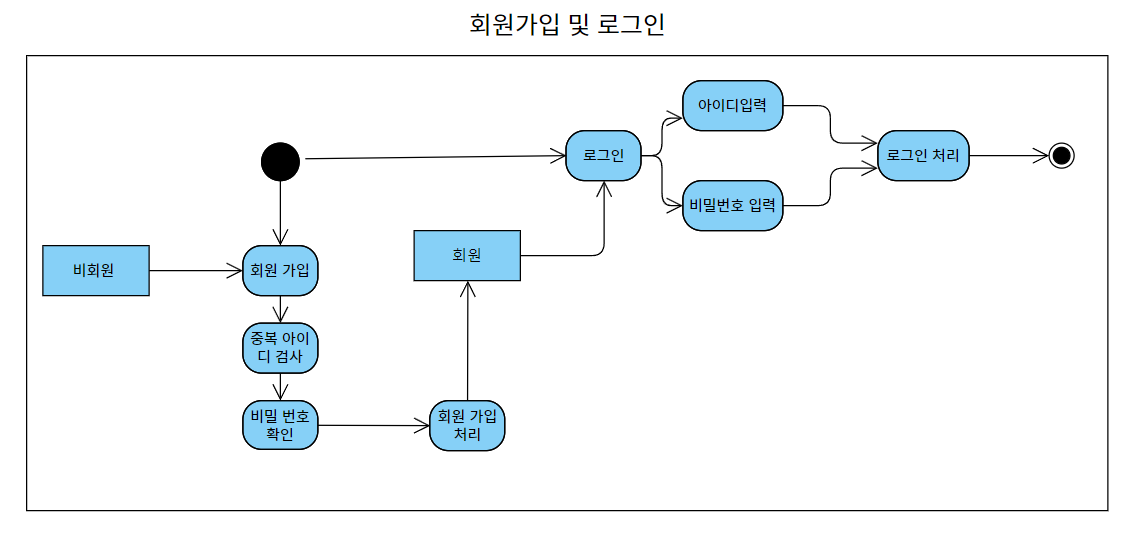 회원가입 및 로그인
아이디입력
로그인
로그인 처리
비밀번호 입력
회원
비회원
회원 가입
중복 아이
디 검사
비밀 번호
확인
회원 가입
처리